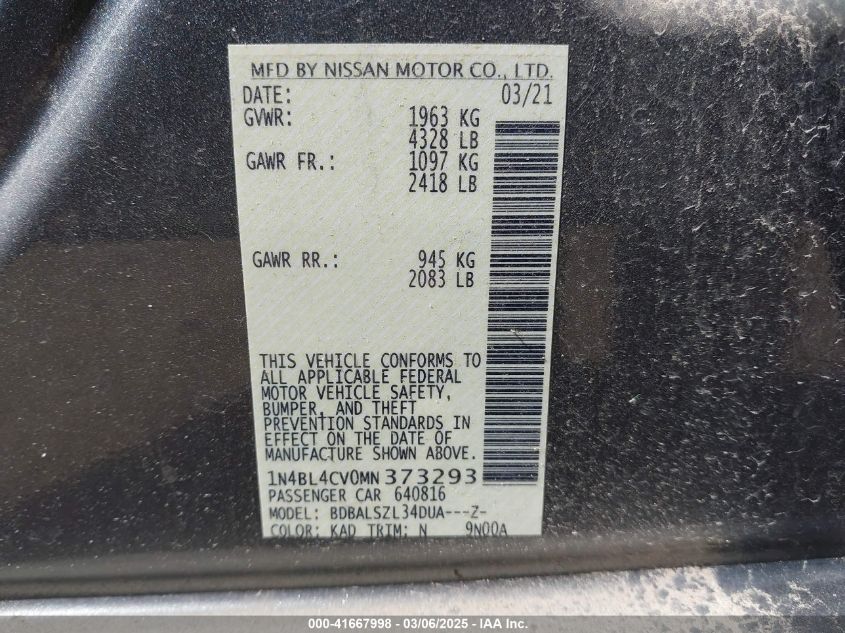 MFD BY NISSAN MOTOR CO., LTD.
DATE: 03/21
GVWR: 1963 KG
4328 LB
GAWR FR.: 1097 KG
2418 LB
GAWR RR.: 945 KG
2083 LB
THIS VEHICLE CONFORMS TO
ALL APPLICABLE FEDERAL
MOTOR VEHICLE SAFETY,
BUMPER, AND THEFT
PREVENTION STANDARDS IN
EFFECT ON THE DATE OF
MANUFACTURE SHOWN ABOVE.
1N4BL4CV0MN373293
PASSENGER CAR 640816
MODEL: BDBALSZL34DUA---Z-
COLOR: KAD TRIM: N 9N00A
000-41667998 - 03/06/2025 - IAA Inc.